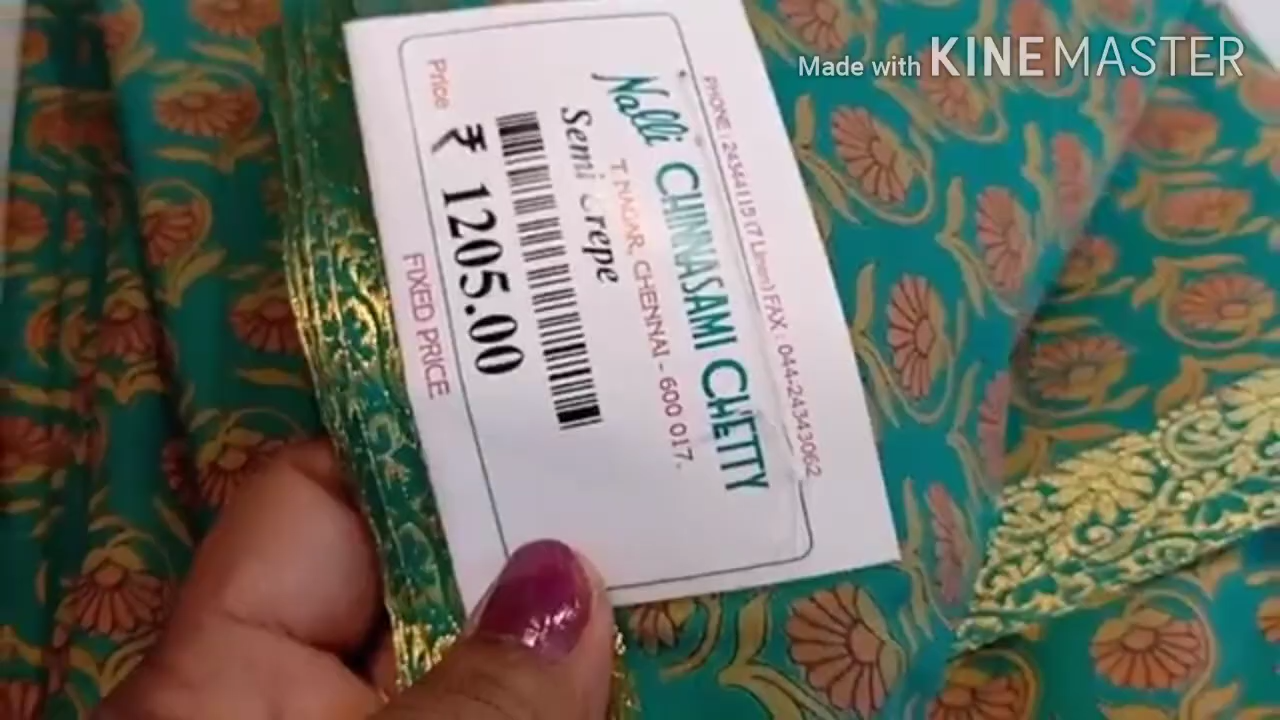 Made with KINEMASTER
PHONE : 24344115 (7 Lines) FAX : 044-24343062
Nalli CHINNASAMI CHETTY
T.NAGAR, CHENNAI - 600 017.
Semi Crepe
Price ₹ 1205.00
FIXED PRICE